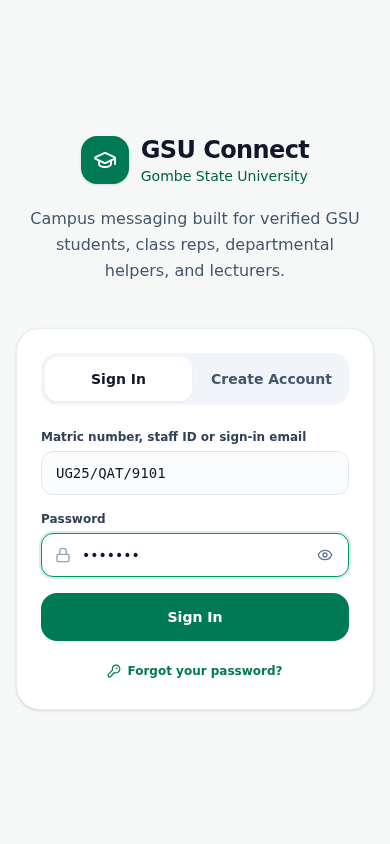 GSU Connect
Gombe State University
Campus messaging built for verified GSU
students, class reps, departmental
helpers, and lecturers.
Sign In
Create Account
Matric number, staff ID or sign-in email
UG25/QAT/9101
Password
•••••••
Sign In
Forgot your password?